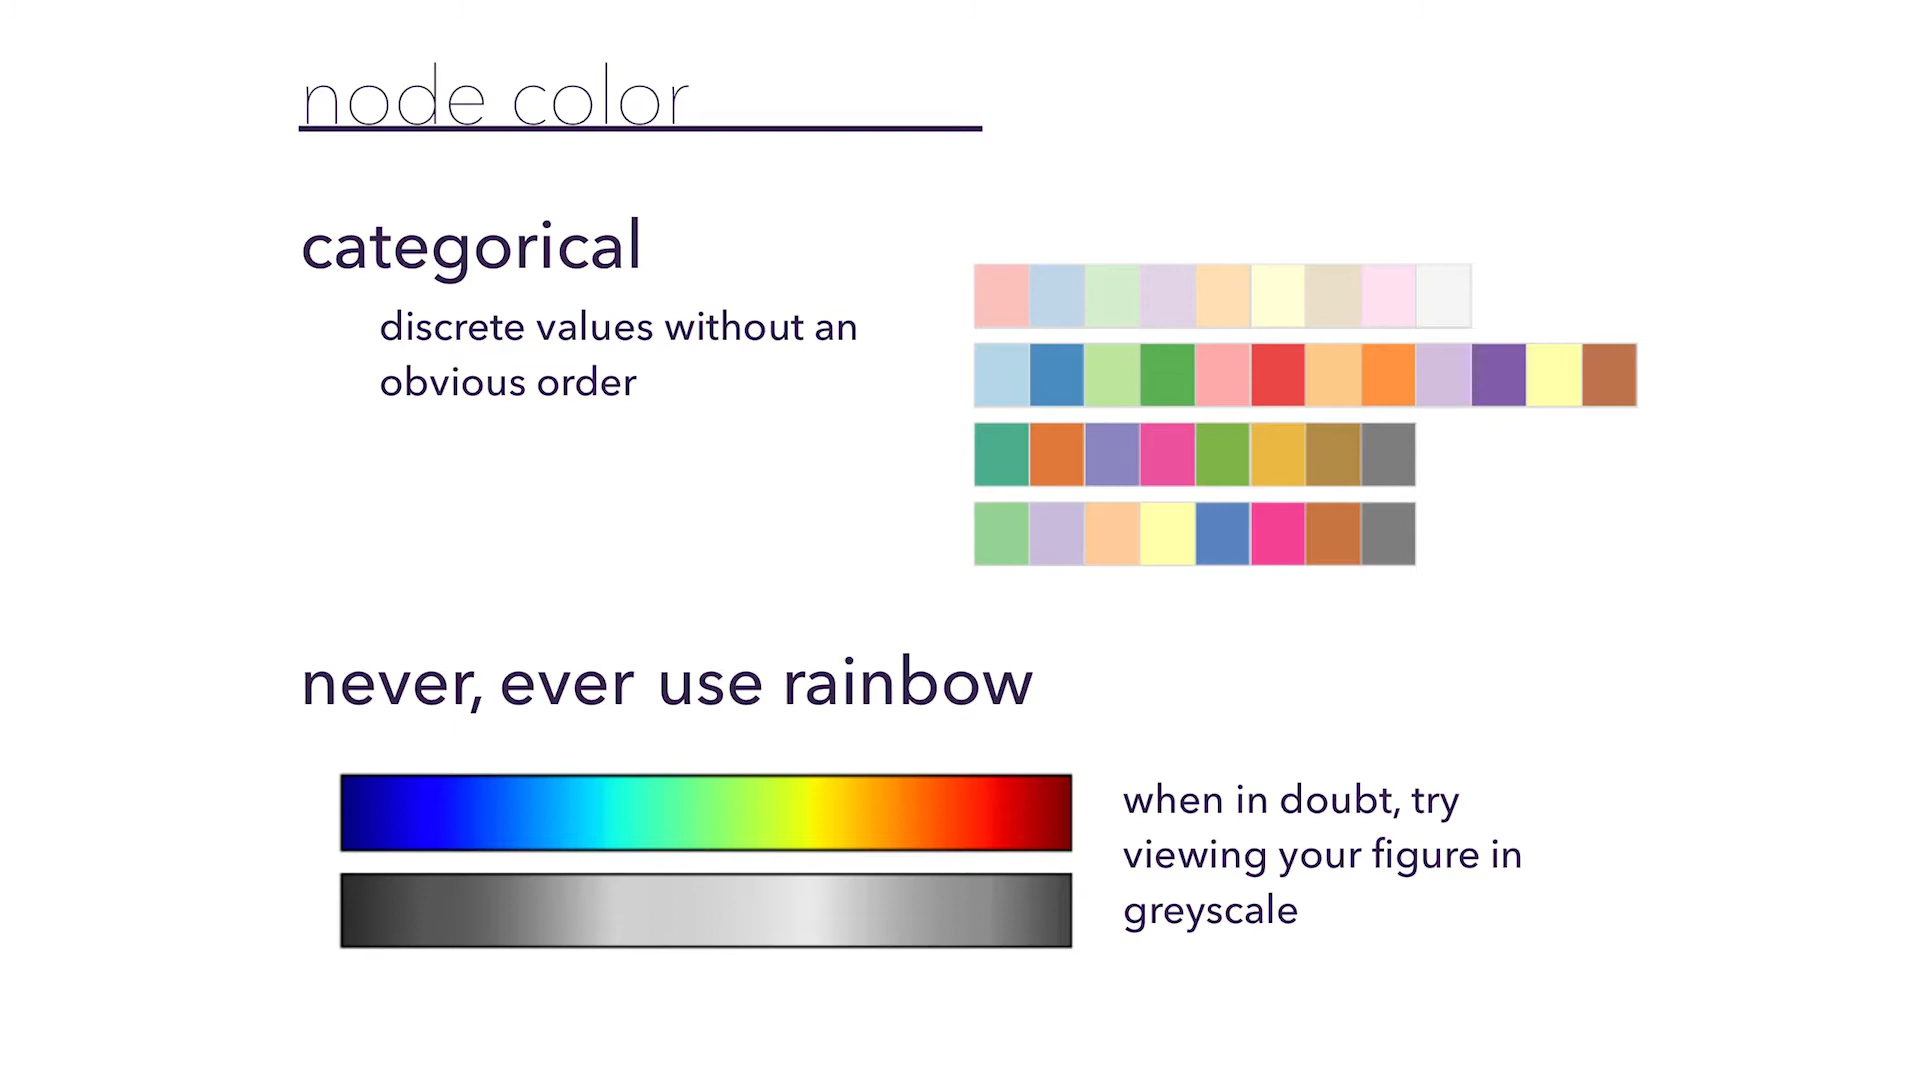 node color
categorical
discrete values without an
obvious order
never, ever use rainbow
when in doubt, try
viewing your figure in
greyscale